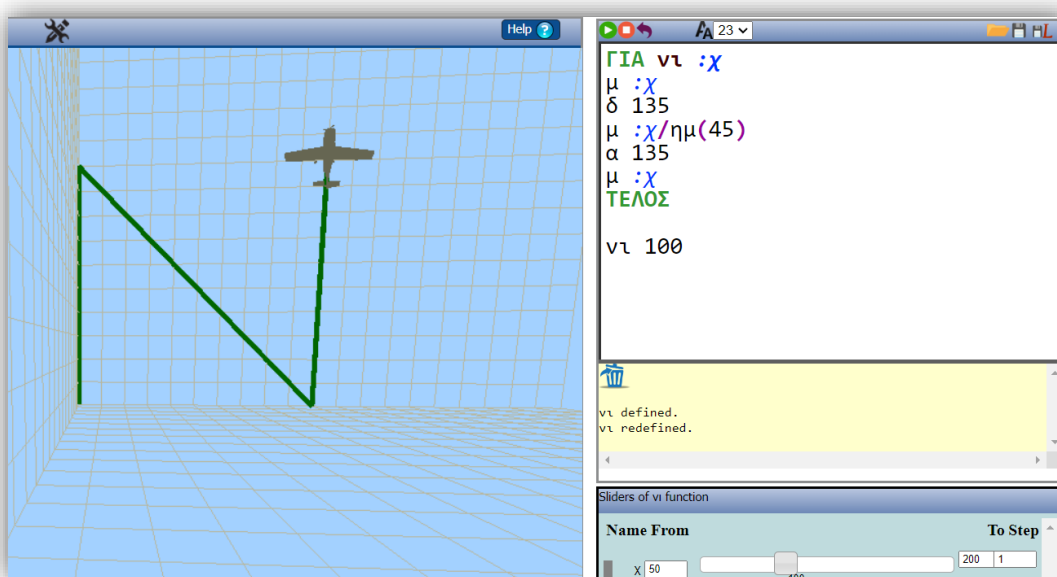 Help ?
23
ΓΙΑ νι :χ
μ :χ
δ 135
μ :χ/ημ(45)
α 135
μ :χ
ΤΕΛΟΣ
νι 100
νι defined.
νι redefined.
Sliders of νι function
Name From
To Step
χ 50
200 1